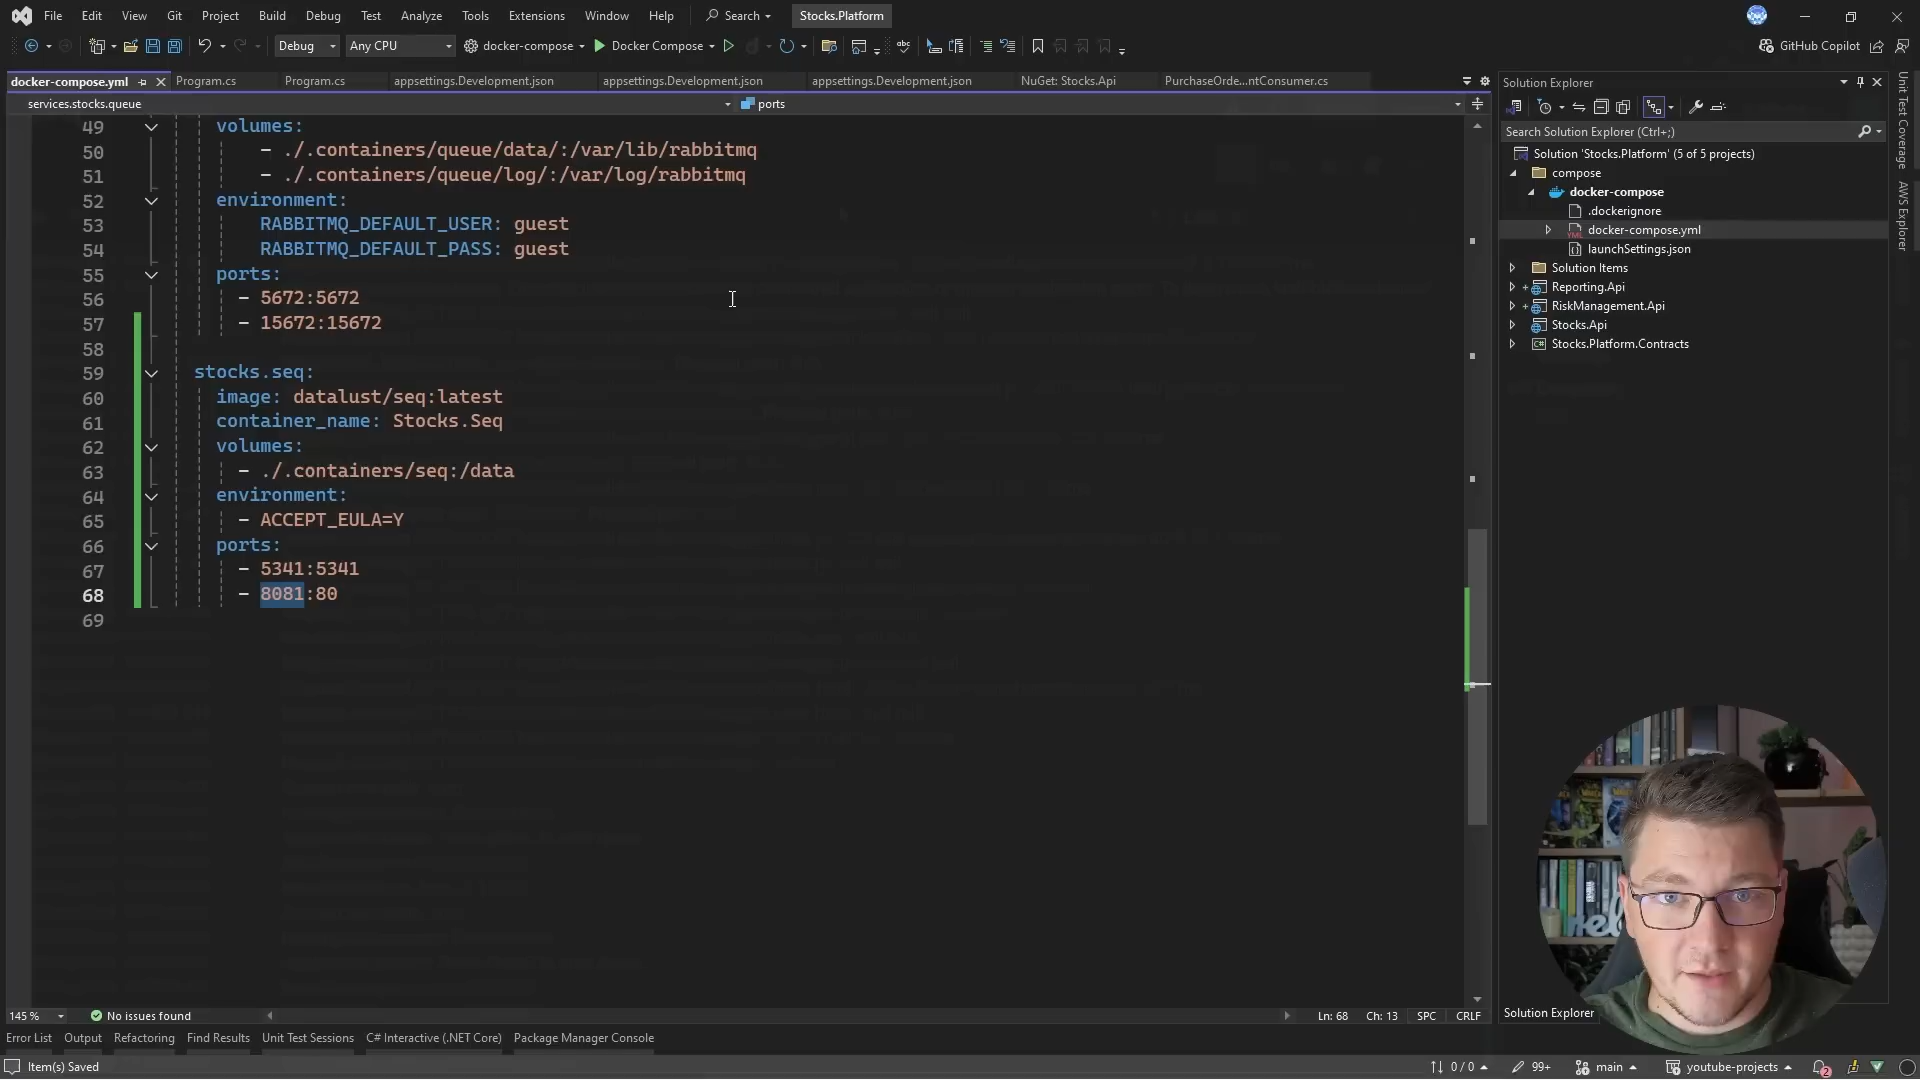 File Edit View Git Project Build Debug Test Analyze Tools Extensions Window Help Search Stocks.Platform
Debug Any CPU docker-compose Docker Compose GitHub Copilot
docker-compose.yml Program.cs Program.cs appsettings.Development.json appsettings.Development.json appsettings.Development.json NuGet: Stocks.Api PurchaseOrde...ntConsumer.cs
services.stocks.queue ports
49 volumes:
50 - ./.containers/queue/data/:/var/lib/rabbitmq
51 - ./.containers/queue/log/:/var/log/rabbitmq
52 environment:
53 RABBITMQ_DEFAULT_USER: guest
54 RABBITMQ_DEFAULT_PASS: guest
55 ports:
56 - 5672:5672
57 - 15672:15672
58
59 stocks.seq:
60 image: datalust/seq:latest
61 container_name: Stocks.Seq
62 volumes:
63 - ./.containers/seq:/data
64 environment:
65 - ACCEPT_EULA=Y
66 ports:
67 - 5341:5341
68 - 8081:80
69
Solution Explorer
Search Solution Explorer (Ctrl+;)
Solution 'Stocks.Platform' (5 of 5 projects)
compose
docker-compose
.dockerignore
docker-compose.yml
launchSettings.json
Solution Items
Reporting.Api
RiskManagement.Api
Stocks.Api
Stocks.Platform.Contracts
Unit Test Coverage
AWS Explorer
145 % No issues found Ln: 68 Ch: 13 SPC CRLF
Solution Explorer
Error List Output Refactoring Find Results Unit Test Sessions C# Interactive (.NET Core) Package Manager Console
Item(s) Saved 0 / 0 99+ main youtube-projects 2